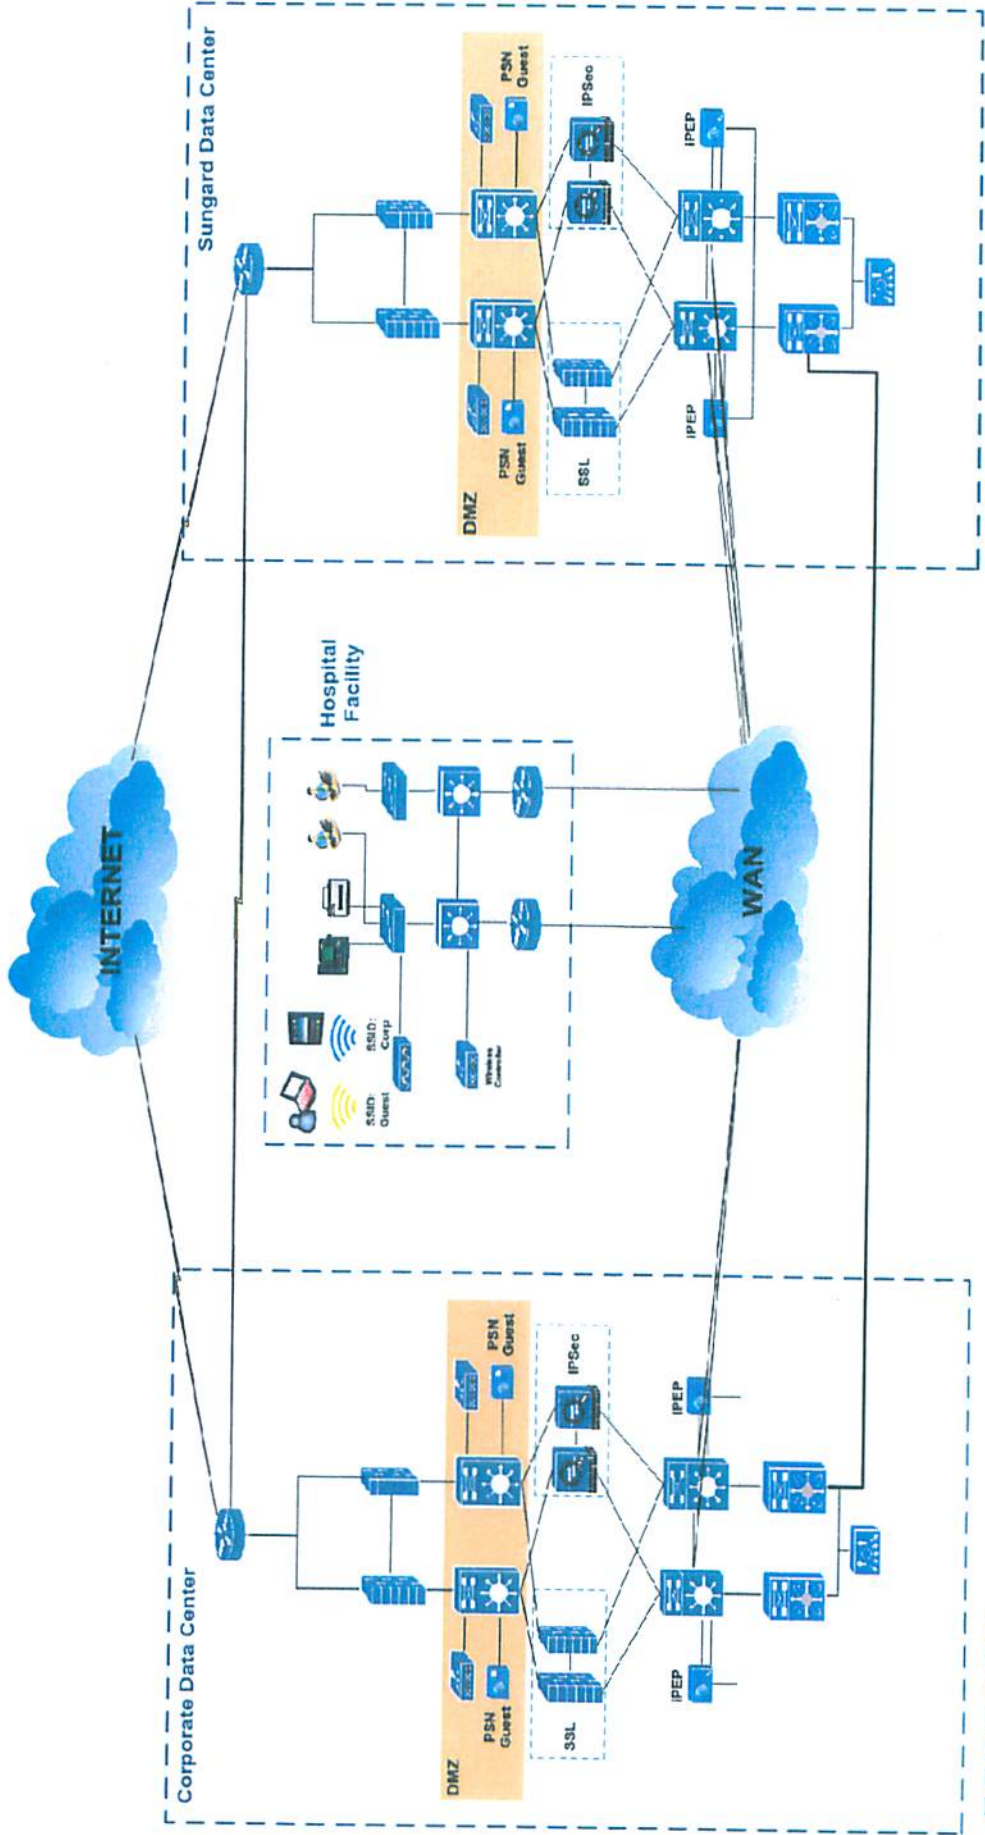 INTERNET
Corporate Data Center
DMZ
PSN
Guest
PSN
Guest
SSL
IPSec
iPEP
iPEP
Hospital
Facility
SSID:
Guest
SSID:
Corp
Wireless
Controller
WAN
Sungard Data Center
DMZ
PSN
Guest
PSN
Guest
SSL
IPSec
iPEP
iPEP